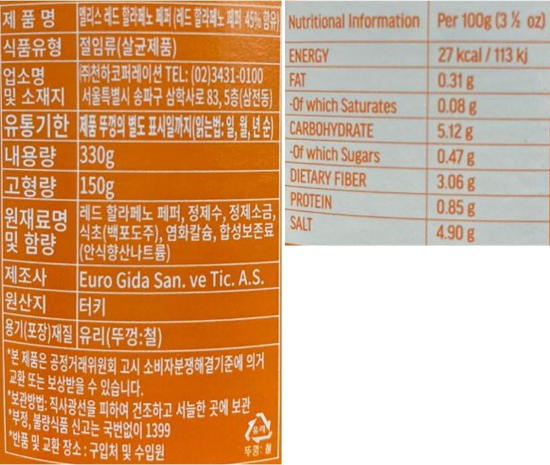 제 품 명 멜리스 레드 할라페노 페퍼 (레드 할라페노 페퍼 45% 함유)
식품유형 절임류(살균제품)
업소명 ㈜천하코퍼레이션 TEL: (02)3431-0100
및 소재지 서울특별시 송파구 삼학사로 83, 5층(삼전동)
유통기한 제품 뚜껑의 별도 표시일까지(읽는법: 일, 월, 년 순)
내용량 330g
고형량 150g
원재료명 레드 할라페노 페퍼, 정제수, 정제소금,
및 함량 식초(백포도주), 염화칼슘, 합성보존료
(안식향산나트륨)
제조사 Euro Gida San. ve Tic. A.S.
원산지 터키
용기(포장)재질 유리(뚜껑:철)
*본 제품은 공정거래위원회 고시 소비자분쟁해결기준에 의거
교환 또는 보상받을 수 있습니다.
*보관방법: 직사광선을 피하여 건조하고 서늘한 곳에 보관
*부정, 불량식품 신고는 국번없이 1399
*반품 및 교환 장소 : 구입처 및 수입원
유리
뚜껑: 철
Nutritional Information Per 100g (3 ½ oz)
ENERGY 27 kcal / 113 kj
FAT 0.31 g
-Of which Saturates 0.08 g
CARBOHYDRATE 5.12 g
-Of which Sugars 0.47 g
DIETARY FIBER 3.06 g
PROTEIN 0.85 g
SALT 4.90 g